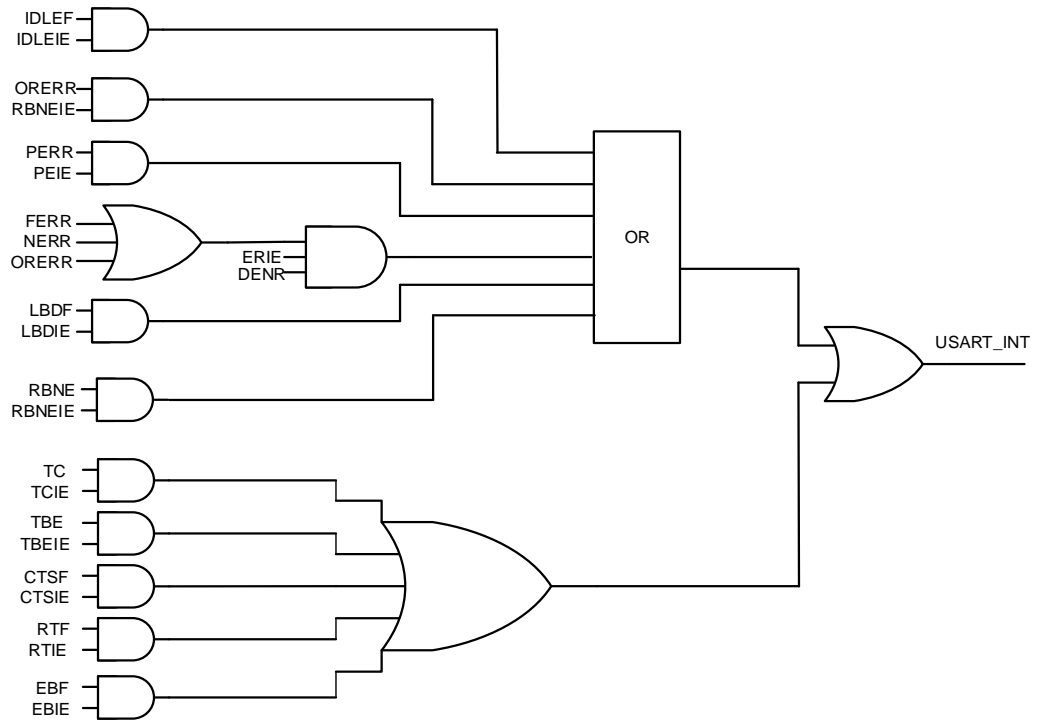 IDLEF
IDLEIE
ORERR
RBNEIE
PERR
PEIE
FERR
NERR
ORERR
ERIE
DENR
LBDF
LBDIE
RBNE
RBNEIE
OR
USART_INT
TC
TCIE
TBE
TBEIE
CTSF
CTSIE
RTF
RTIE
EBF
EBIE